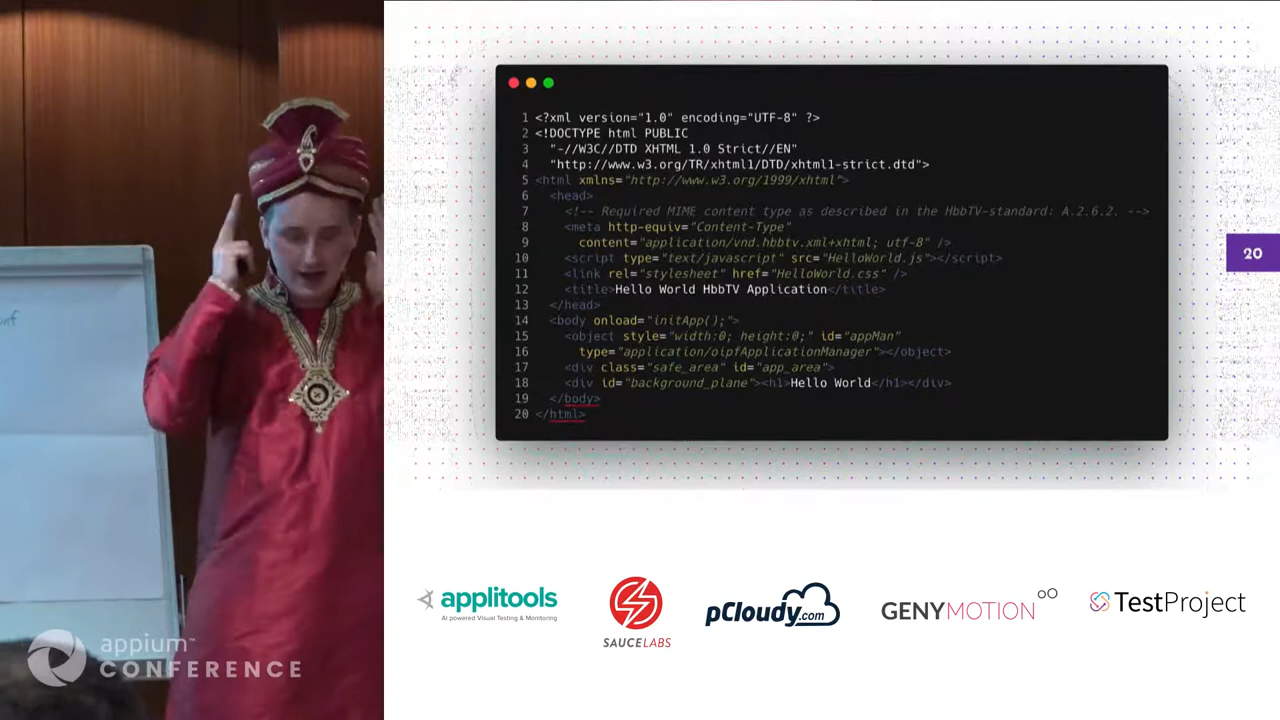 1 <?xml version="1.0" encoding="UTF-8" ?>
2 <!DOCTYPE html PUBLIC
3 "-//W3C//DTD XHTML 1.0 Strict//EN"
4 "http://www.w3.org/TR/xhtml1/DTD/xhtml1-strict.dtd">
5 <html xmlns="http://www.w3.org/1999/xhtml">
6 <head>
7 <!-- Required MIME content type as described in the HbbTV-standard: A.2.6.2. -->
8 <meta http-equiv="Content-Type"
9 content="application/vnd.hbbtv.xml+xhtml; utf-8" />
10 <script type="text/javascript" src="HelloWorld.js"></script>
11 <link rel="stylesheet" href="HelloWorld.css" />
12 <title>Hello World HbbTV Application</title>
13 </head>
14 <body onload="initApp();">
15 <object style="width:0; height:0;" id="appMan"
16 type="application/oipfApplicationManager"></object>
17 <div class="safe_area" id="app_area">
18 <div id="background_plane"><h1>Hello World</h1></div>
19 </body>
20 </html>
20
applitools
AI powered Visual Testing & Monitoring
SAUCELABS
pCloudy.com
GENYMOTION
TestProject
appium™
CONFERENCE